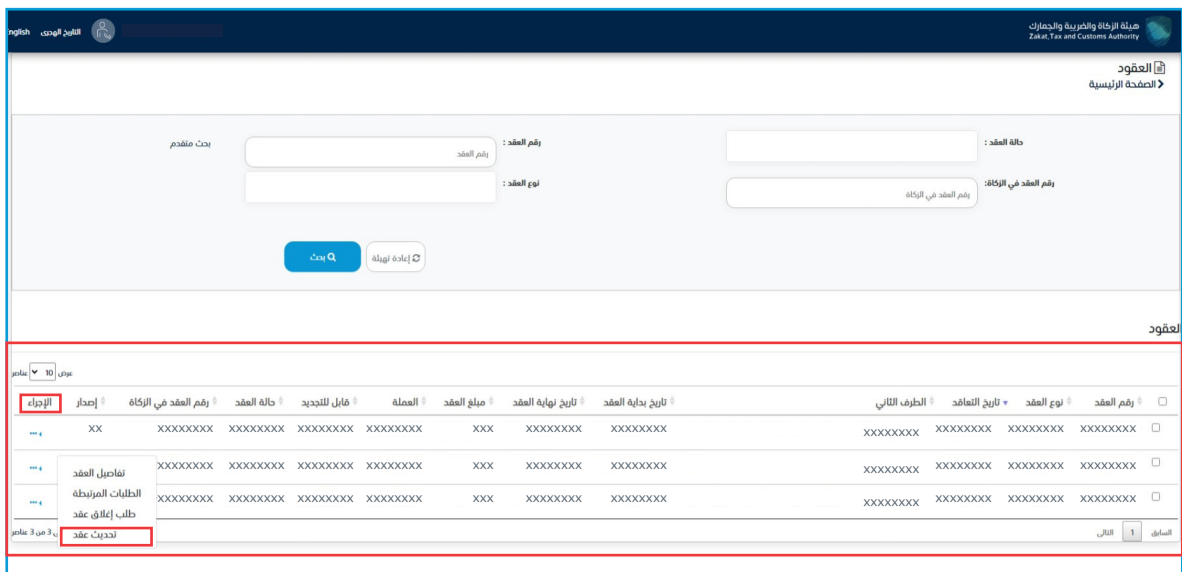 هيئة الزكاة والضريبة والجمارك
Zakat, Tax and Customs Authority
التاريخ الهجري
nglish
العقود
الصفحة الرئيسية
حالة العقد :
رقم العقد :
رقم العقد
بحث متقدم
رقم العقد في الزكاة:
رقم العقد في الزكاة
نوع العقد :
إعادة تهيئة
بحث
العقود
عرض 10 عناصر
رقم العقد نوع العقد تاريخ التعاقد الطرف الثاني تاريخ بداية العقد تاريخ نهاية العقد مبلغ العقد العملة قابل للتجديد حالة العقد رقم العقد في الزكاة إصدار الإجراء
XXXXXXXX XXXXXXXX XXXXXXXX XXXXXXXX XXXXXXXX XXXXXXXX XXX XXXXXXXX XXXXXXXX XXXXXXXX XXXXXXXX XX
XXXXXXXX XXXXXXXX XXXXXXXX XXXXXXXX XXXXXXXX XXXXXXXX XXX XXXXXXXX XXXXXXXX XXXXXXXX XXXXXXXX
XXXXXXXX XXXXXXXX XXXXXXXX XXXXXXXX XXXXXXXX XXXXXXXX XXX XXXXXXXX XXXXXXXX XXXXXXXX XXXXXXXX
تفاصيل العقد
الطلبات المرتبطة
طلب إغلاق عقد
تحديث عقد
السابق 1 التالي
3 من 3 عناصر